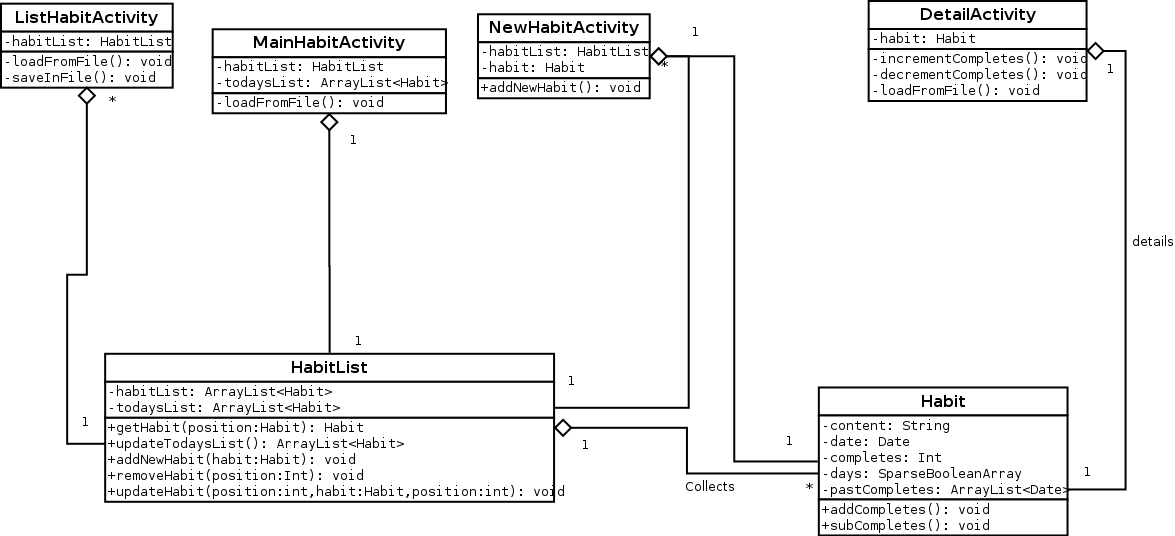 ListHabitActivity
-habitList: HabitList
-loadFromFile(): void
-saveInFile(): void
*
MainHabitActivity
-habitList: HabitList
-todaysList: ArrayList<Habit>
-loadFromFile(): void
1
NewHabitActivity
-habitList: HabitList
-habit: Habit
+addNewHabit(): void
*
1
DetailActivity
-habit: Habit
-incrementCompletes(): void
-decrementCompletes(): void
-loadFromFile(): void
1
details
1
HabitList
-habitList: ArrayList<Habit>
-todaysList: ArrayList<Habit>
+getHabit(position:Habit): Habit
+updateTodaysList(): ArrayList<Habit>
+addNewHabit(habit:Habit): void
+removeHabit(position:Int): void
+updateHabit(position:int,habit:Habit,position:int): void
1
1
1
Collects
*
1
Habit
-content: String
-date: Date
-completes: Int
-days: SparseBooleanArray
-pastCompletes: ArrayList<Date>
+addCompletes(): void
+subCompletes(): void
1